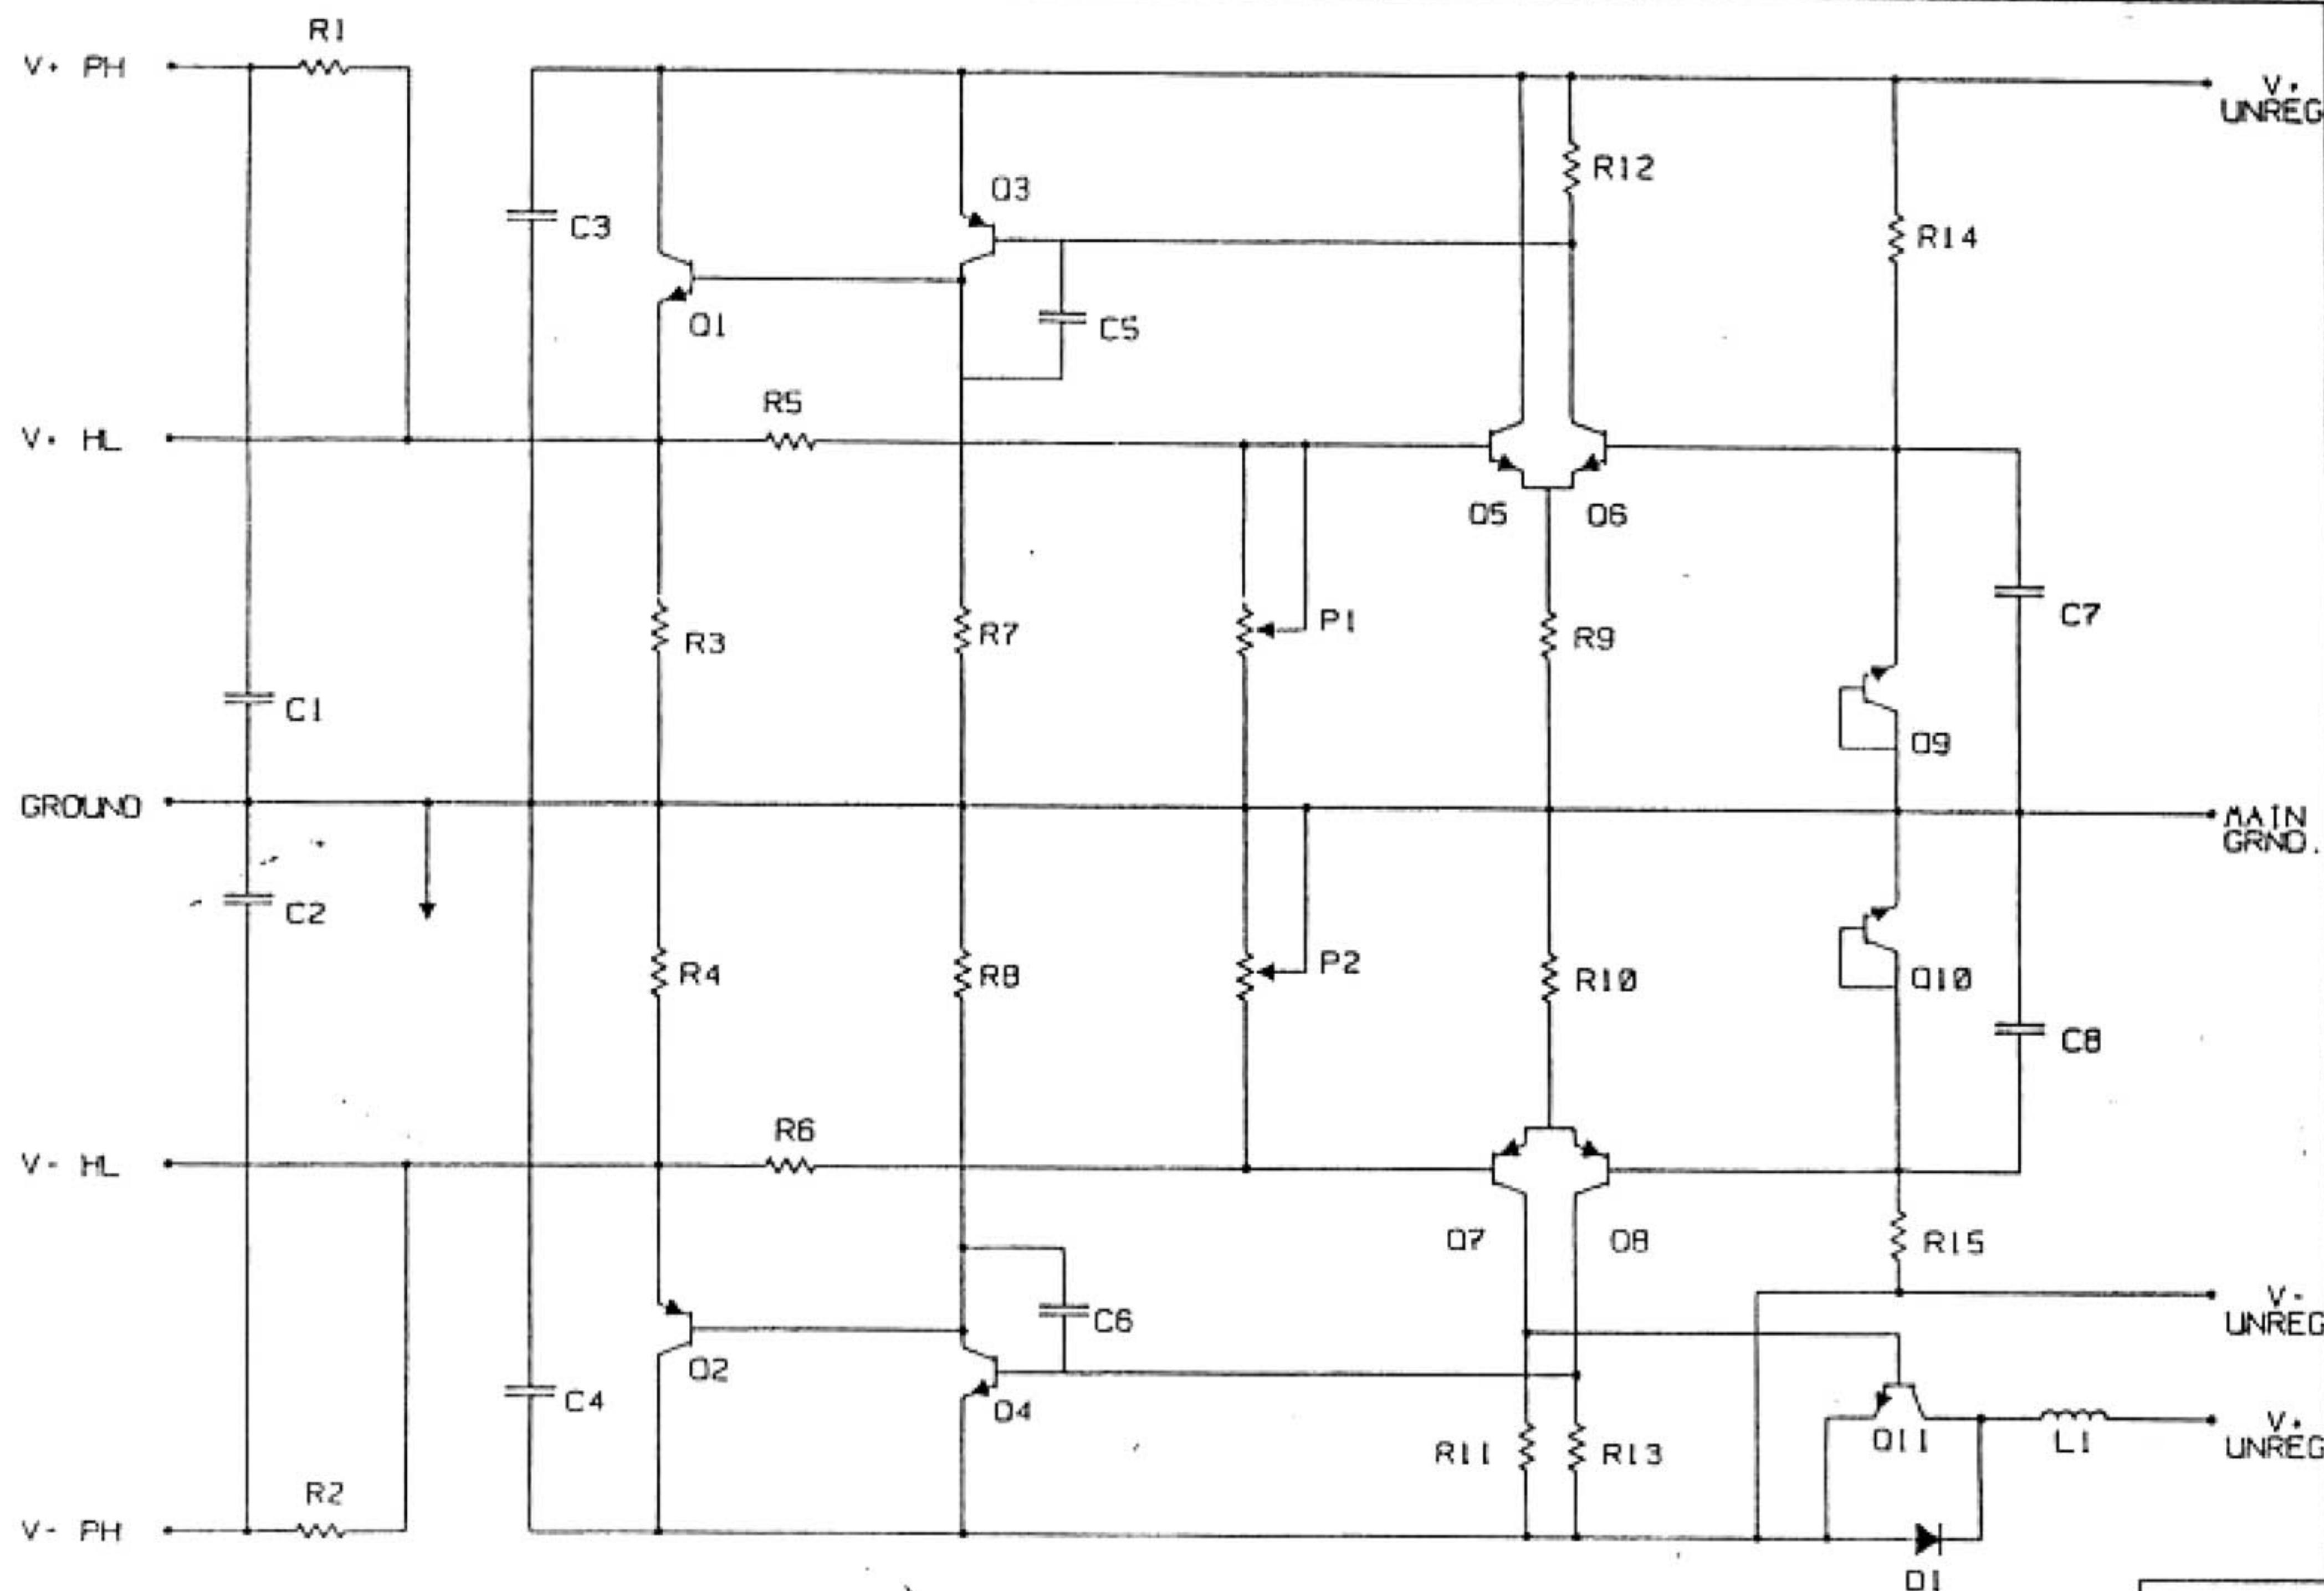 R1
V+ PH
V+
UNREG
R12
Q3
C3
R14
Q1
C5
R5
V+ HL
Q5
Q6
P1
R3
R7
R9
C7
C1
Q9
GROUND
MAIN
GRND.
C2
R4
R8
P2
R10
Q10
C8
R6
V- HL
Q7
Q8
R15
V-
UNREG
C6
Q2
C4
Q4
R11
R13
Q11
L1
V+
UNREG
R2
V- PH
D1